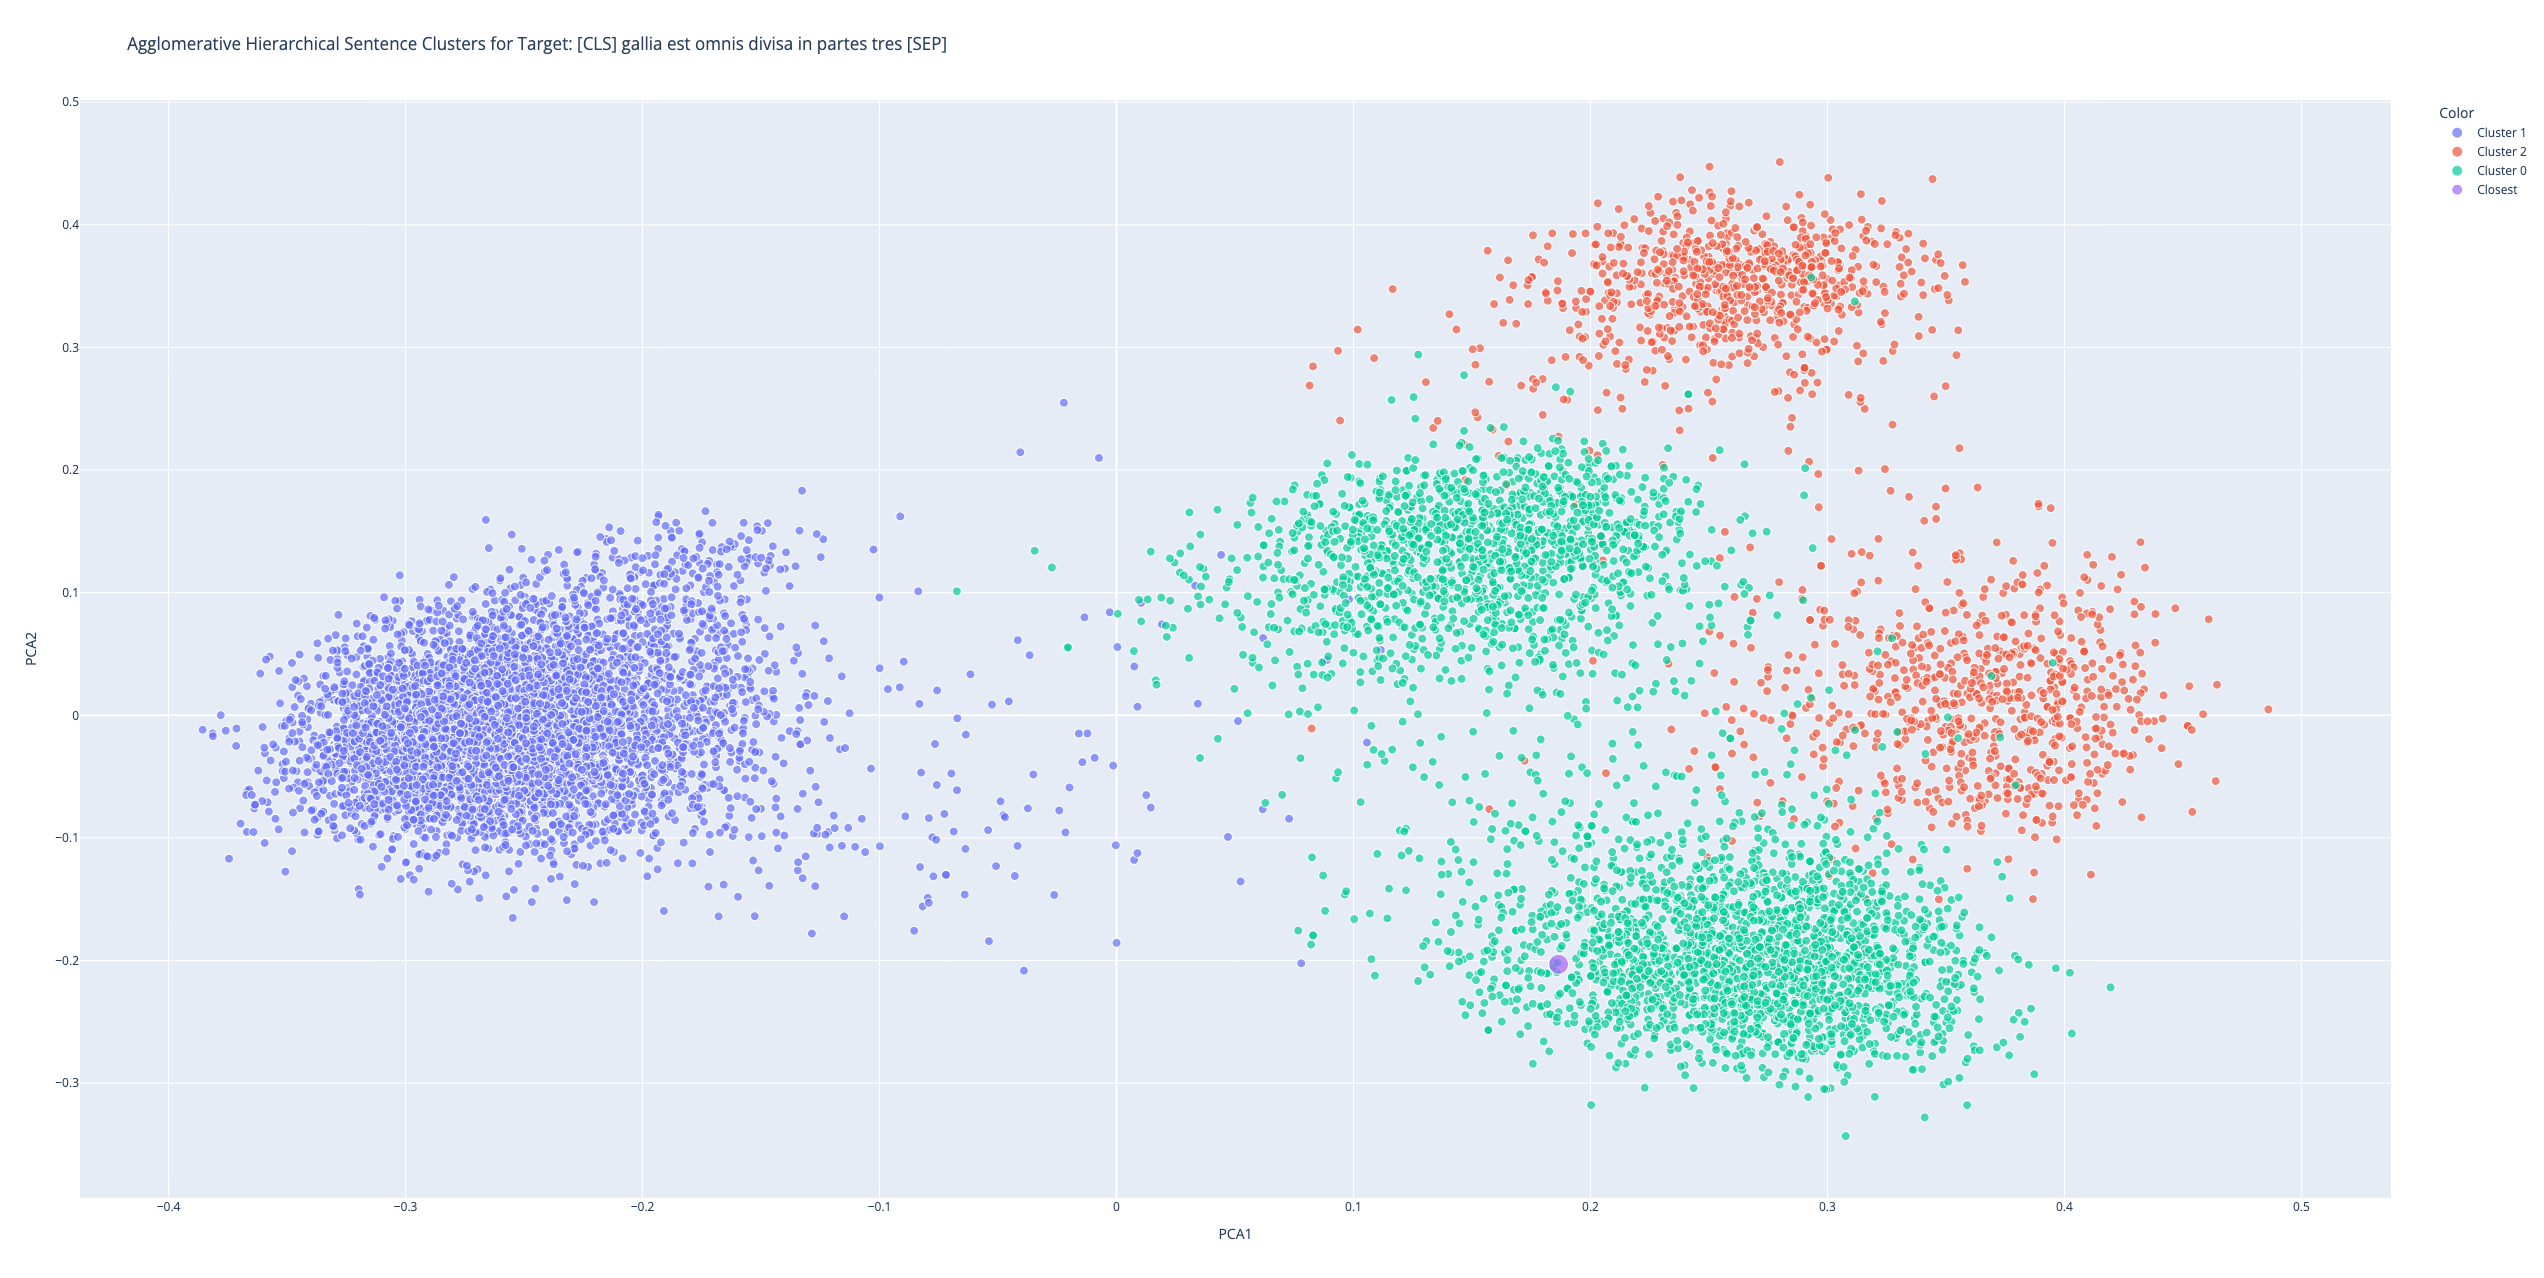 Agglomerative Hierarchical Sentence Clusters for Target: [CLS] gallia est omnis divisa in partes tres [SEP]
Color
Cluster 1
Cluster 2
Cluster 0
Closest
0.5
0.4
0.3
0.2
0.1
0
−0.1
−0.2
−0.3
PCA2
−0.4
−0.3
−0.2
−0.1
0
0.1
0.2
0.3
0.4
0.5
PCA1